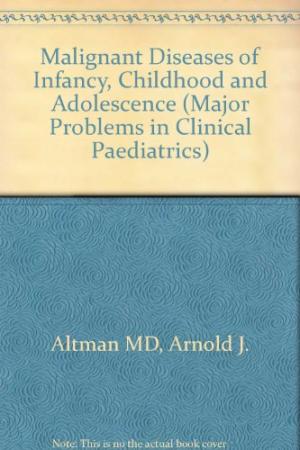 Malignant Diseases of
Infancy, Childhood and
Adolescence (Major
Problems in Clinical
Paediatrics)
Altman MD, Arnold J.
Note: This is no the actual book cover